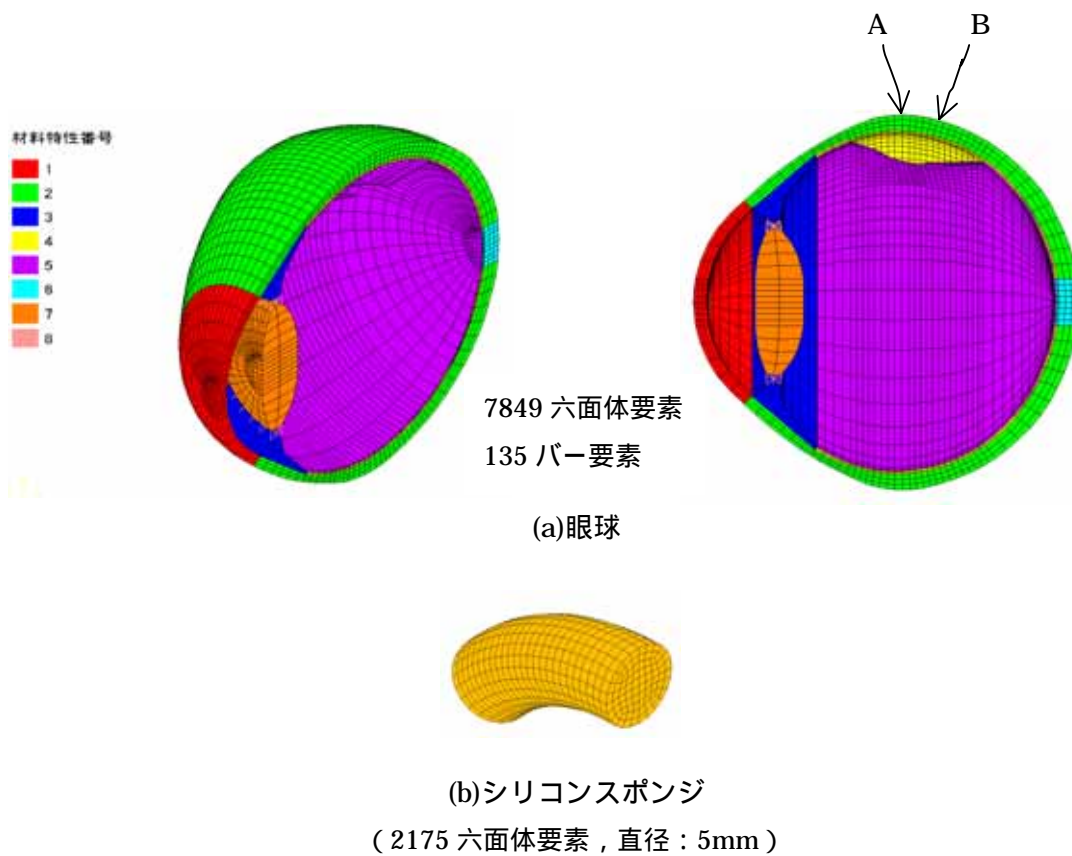 A
B
材料特性番号
1
2
3
4
5
6
7
8
7849 六面体要素
135 バー要素
(a)眼球
(b)シリコンスポンジ
（2175 六面体要素，直径：5mm）